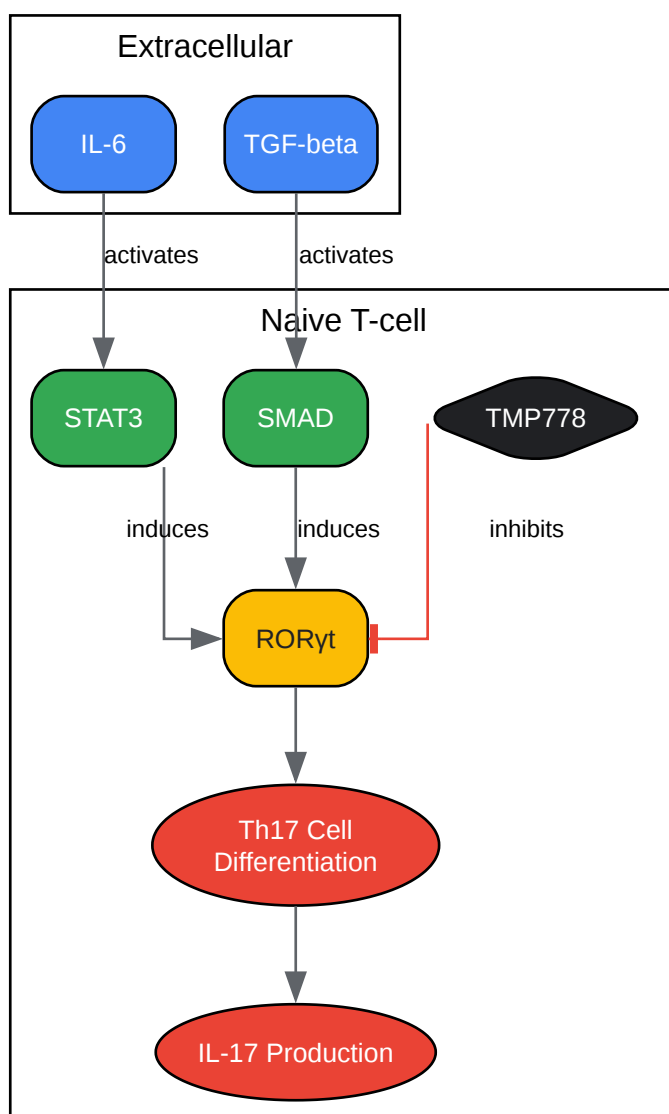 Extracellular
IL-6
TGF-beta
activates
activates
Naive T-cell
STAT3
SMAD
TMP778
induces
induces
inhibits
RORγt
Th17 Cell
Differentiation
IL-17 Production